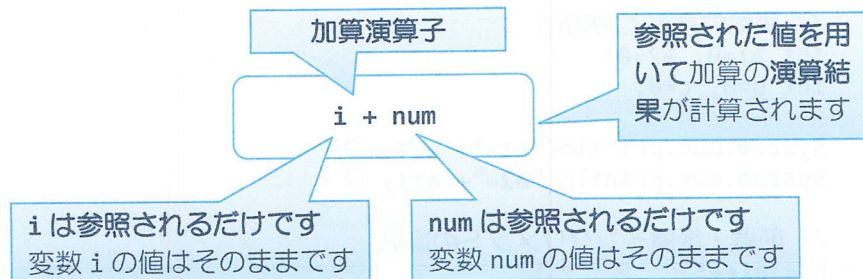 加算演算子
参照された値を用
いて加算の演算結
果が計算されます
i + num
i は参照されるだけです
変数 i の値はそのままです
num は参照されるだけです
変数 num の値はそのままです